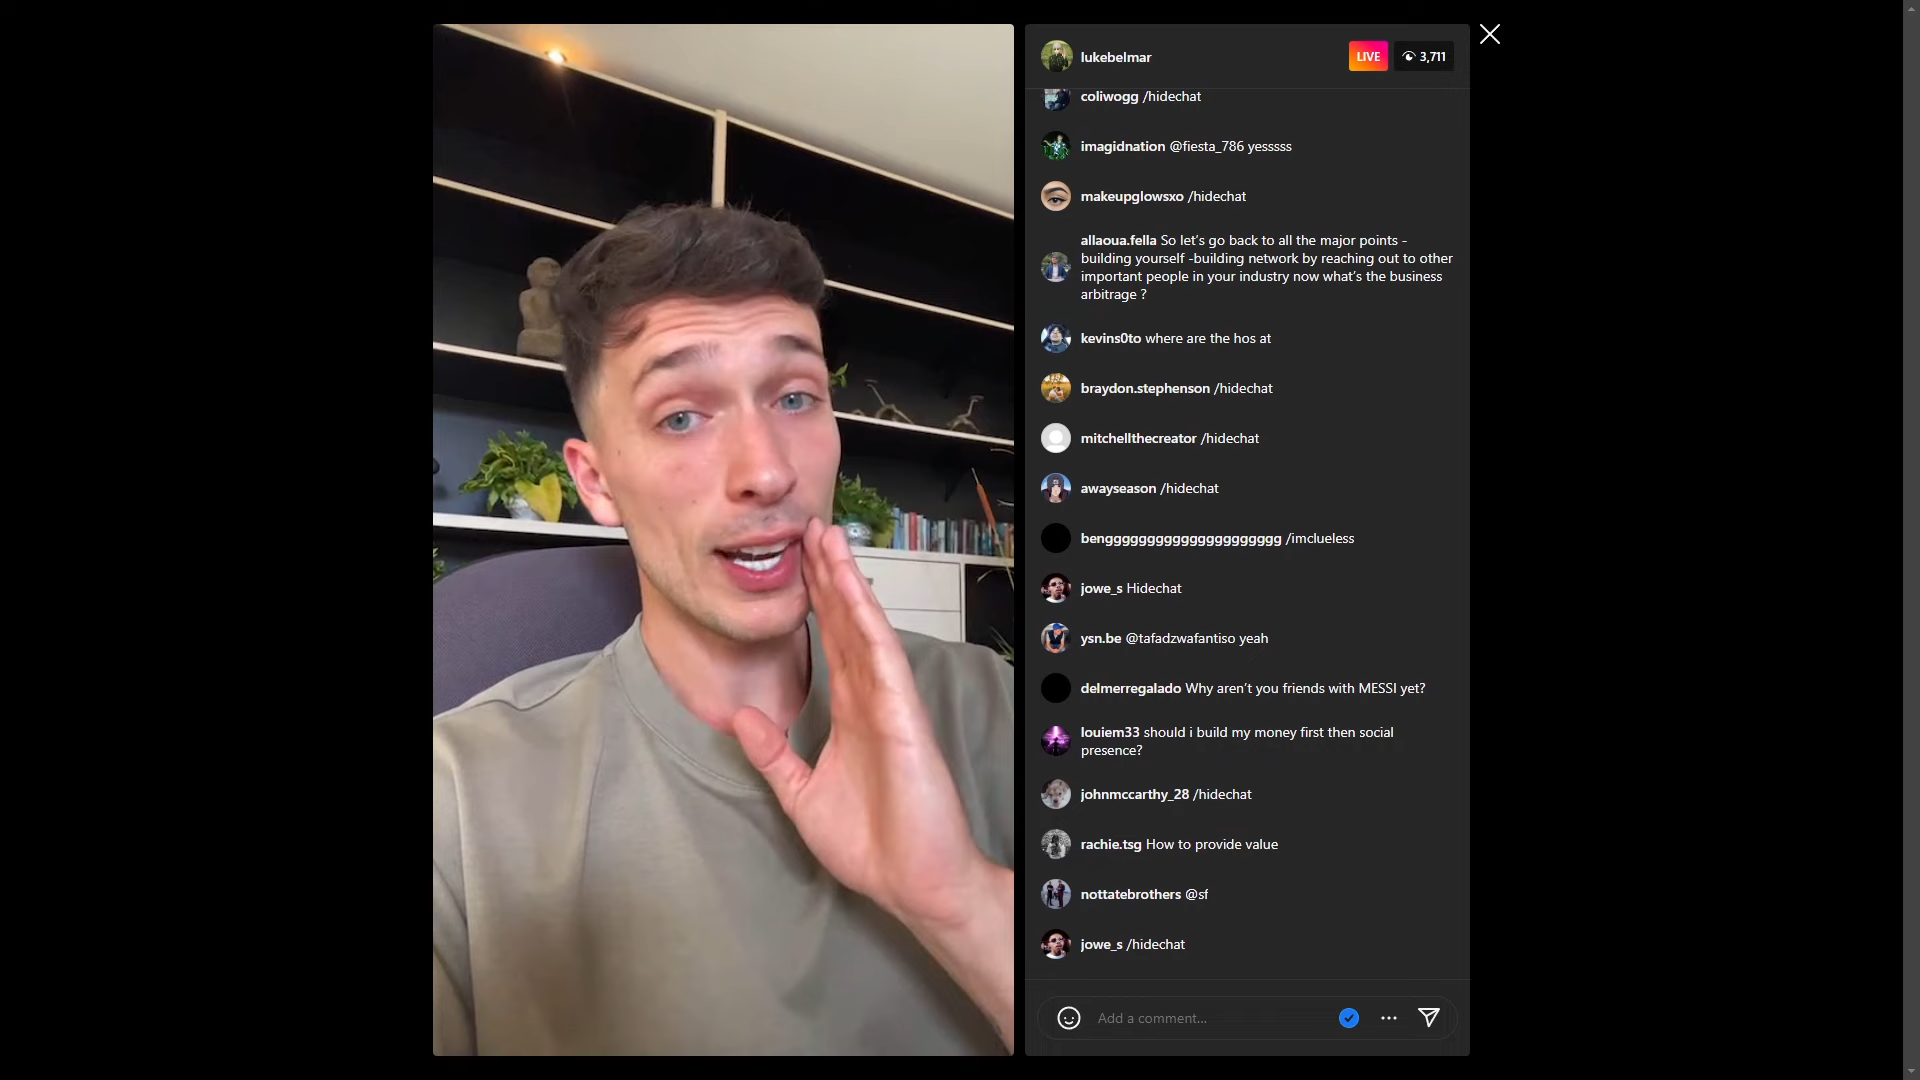 lukebelmar
LIVE
3,711
coliwogg /hidechat
imagidnation @fiesta_786 yesssss
makeupglowsxo /hidechat
allaoua.fella So let’s go back to all the major points -
building yourself -building network by reaching out to other
important people in your industry now what’s the business
arbitrage ?
kevins0to where are the hos at
braydon.stephenson /hidechat
mitchellthecreator /hidechat
awayseason /hidechat
benggggggggggggggggggggg /imclueless
jowe_s Hidechat
ysn.be @tafadzwafantiso yeah
delmerregalado Why aren’t you friends with MESSI yet?
louiem33 should i build my money first then social
presence?
johnmccarthy_28 /hidechat
rachie.tsg How to provide value
nottatebrothers @sf
jowe_s /hidechat
Add a comment...